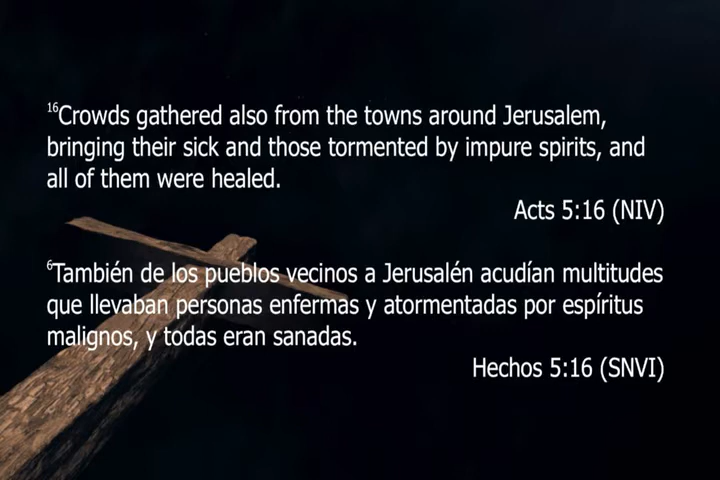 16Crowds gathered also from the towns around Jerusalem,
bringing their sick and those tormented by impure spirits, and
all of them were healed.
Acts 5:16 (NIV)
6También de los pueblos vecinos a Jerusalén acudían multitudes
que llevaban personas enfermas y atormentadas por espíritus
malignos, y todas eran sanadas.
Hechos 5:16 (SNVI)